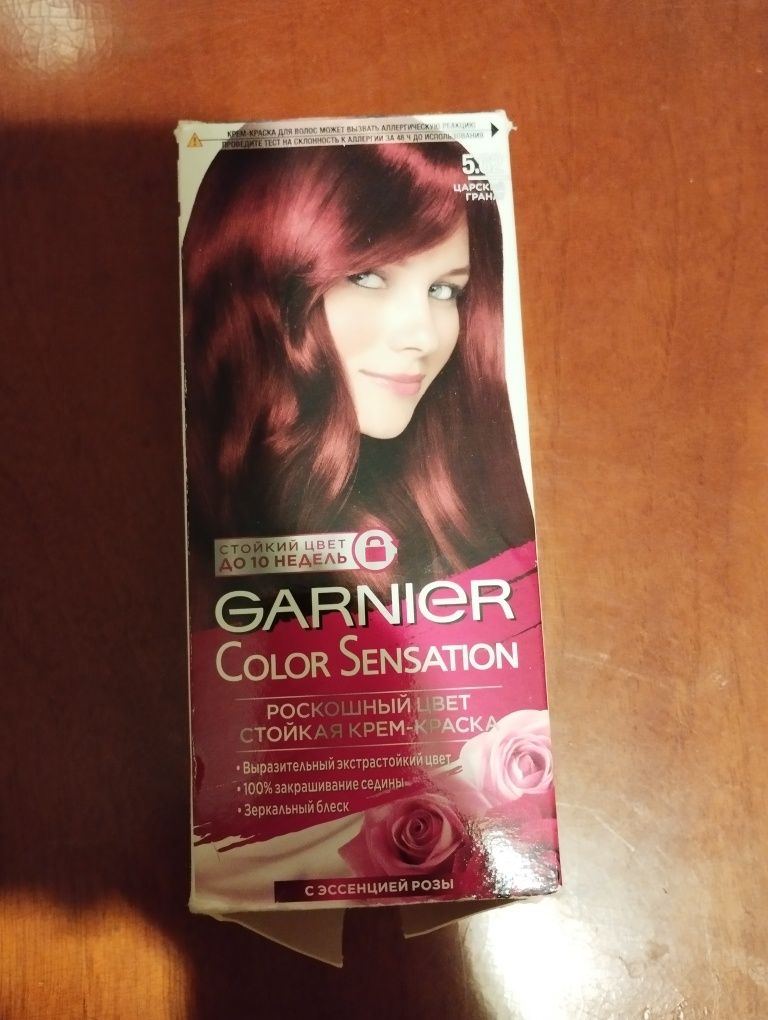 КРЕМ-КРАСКА ДЛЯ ВОЛОС МОЖЕТ ВЫЗВАТЬ АЛЛЕРГИЧЕСКУЮ РЕАКЦИЮ
ПРОВЕДИТЕ ТЕСТ НА СКЛОННОСТЬ К АЛЛЕРГИИ ЗА 48 Ч ДО ИСПОЛЬЗОВАНИЯ
СТОЙКИЙ ЦВЕТ
ДО 10 НЕДЕЛЬ
GARNIER
COLOR SENSATION
РОСКОШНЫЙ ЦВЕТ
СТОЙКАЯ КРЕМ-КРАСКА
• Выразительный экстрастойкий цвет
• 100% закрашивание седины
• Зеркальный блеск
С ЭССЕНЦИЕЙ РОЗЫ